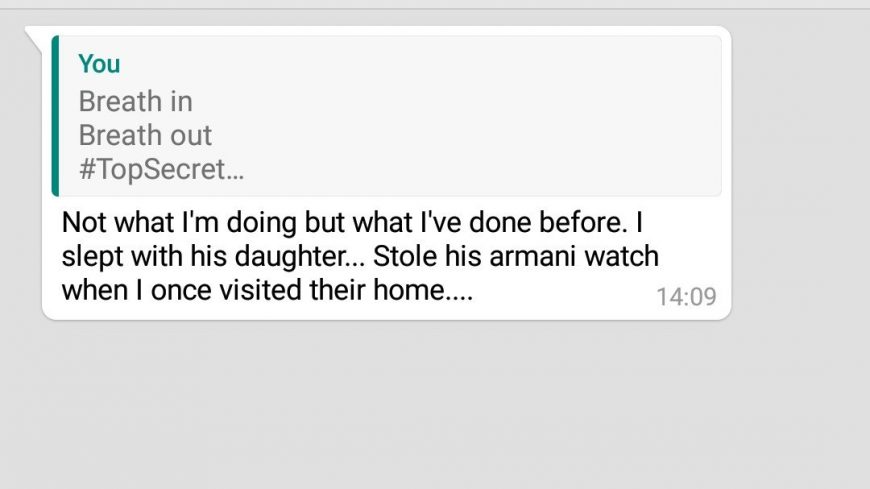 You
Breath in
Breath out
#TopSecret...
Not what I'm doing but what I've done before. I
slept with his daughter... Stole his armani watch
when I once visited their home....
14:09